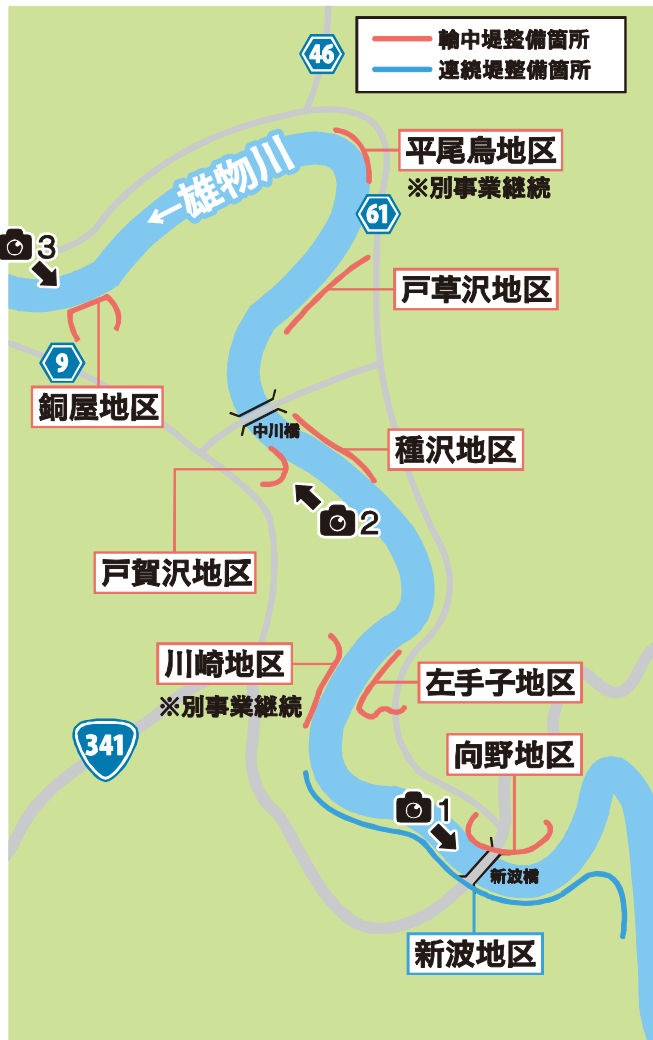 46
輪中堤整備箇所
連続堤整備箇所
平尾鳥地区
※別事業継続
←雄物川
61
3
戸草沢地区
9
銅屋地区
中川橋
種沢地区
2
戸賀沢地区
川崎地区
※別事業継続
左手子地区
341
向野地区
1
新波橋
新波地区